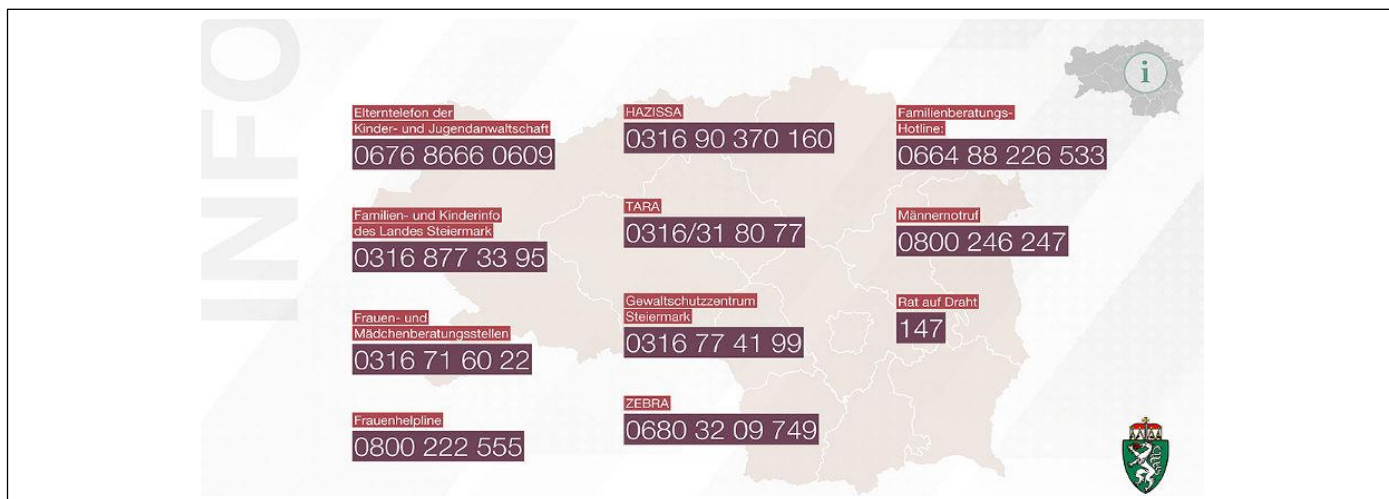 INFO
Elterntelefon der
Kinder- und Jugendanwaltschaft
0676 8666 0609
Familien- und Kinderinfo
des Landes Steiermark
0316 877 33 95
Frauen- und
Mädchenberatungsstellen
0316 71 60 22
Frauenhelpline
0800 222 555
HAZISSA
0316 90 370 160
TARA
0316/31 80 77
Gewaltschutzzentrum
Steiermark
0316 77 41 99
ZEBRA
0680 32 09 749
Familienberatungs-
Hotline:
0664 88 226 533
Männernotruf
0800 246 247
Rat auf Draht
147
i